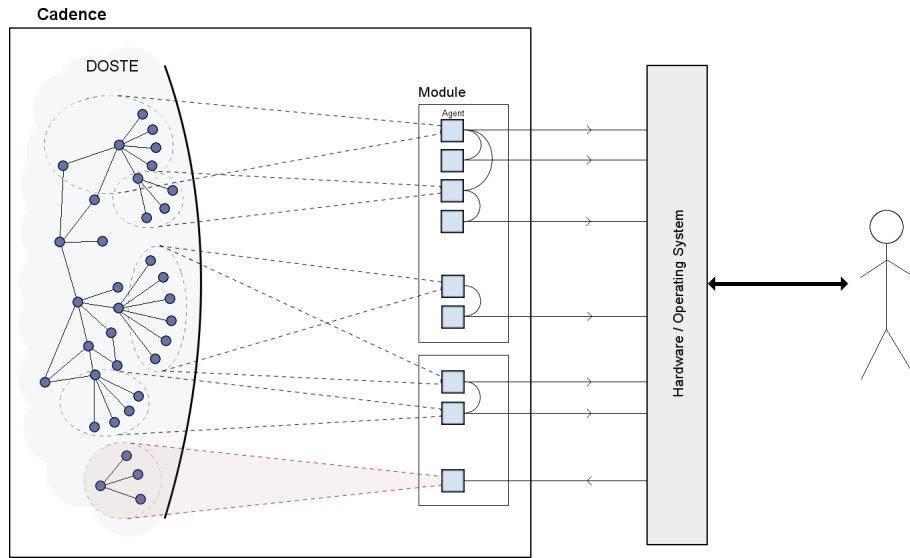 Cadence
DOSTE
Module
Agent
Hardware / Operating System